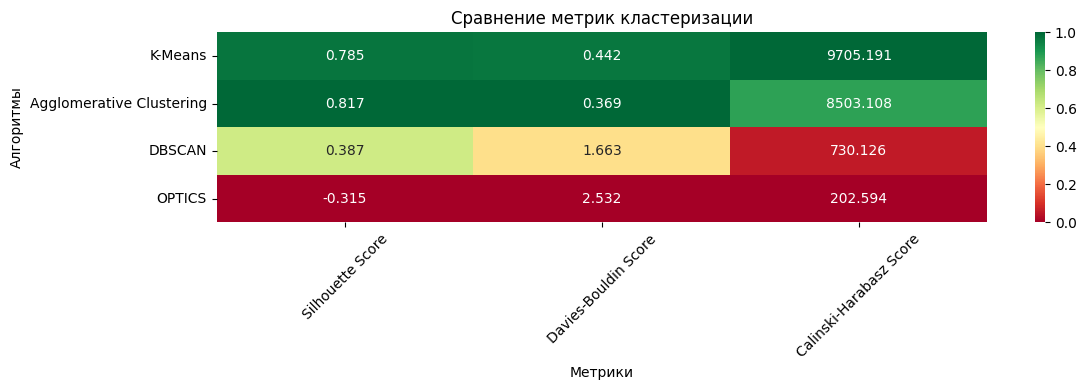 Сравнение метрик кластеризации
Алгоритмы
K-Means 0.785 0.442 9705.191
Agglomerative Clustering 0.817 0.369 8503.108
DBSCAN 0.387 1.663 730.126
OPTICS -0.315 2.532 202.594
Silhouette Score
Davies-Bouldin Score
Calinski-Harabasz Score
Метрики
1.0
0.8
0.6
0.4
0.2
0.0